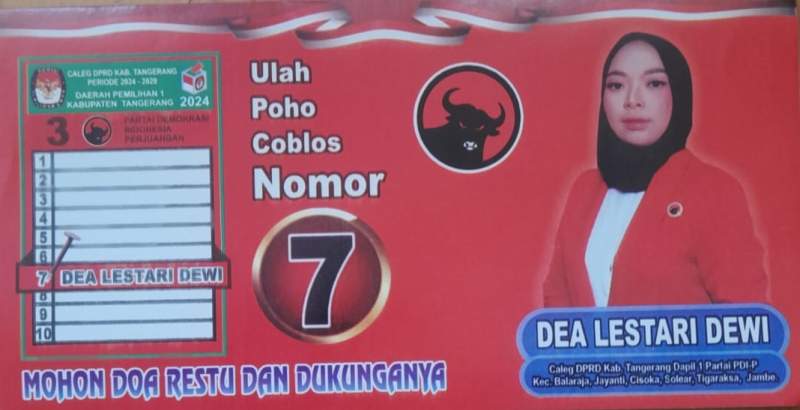 CALEG DPRD KAB. TANGERANG
PERIODE 2024 - 2029
DAERAH PEMILIHAN 1
KABUPATEN TANGERANG
2024
3
PARTAI DEMOKRASI
INDONESIA
PERJUANGAN
1
2
3
4
5
6
7 DEA LESTARI DEWI
8
9
10
Ulah
Poho
Coblos
Nomor
7
MOHON DOA RESTU DAN DUKUNGANYA
DEA LESTARI DEWI
Caleg DPRD Kab. Tangerang Dapil 1 Partai PDI-P
Kec. Balaraja, Jayanti, Cisoka, Solear, Tigaraksa, Jambe.